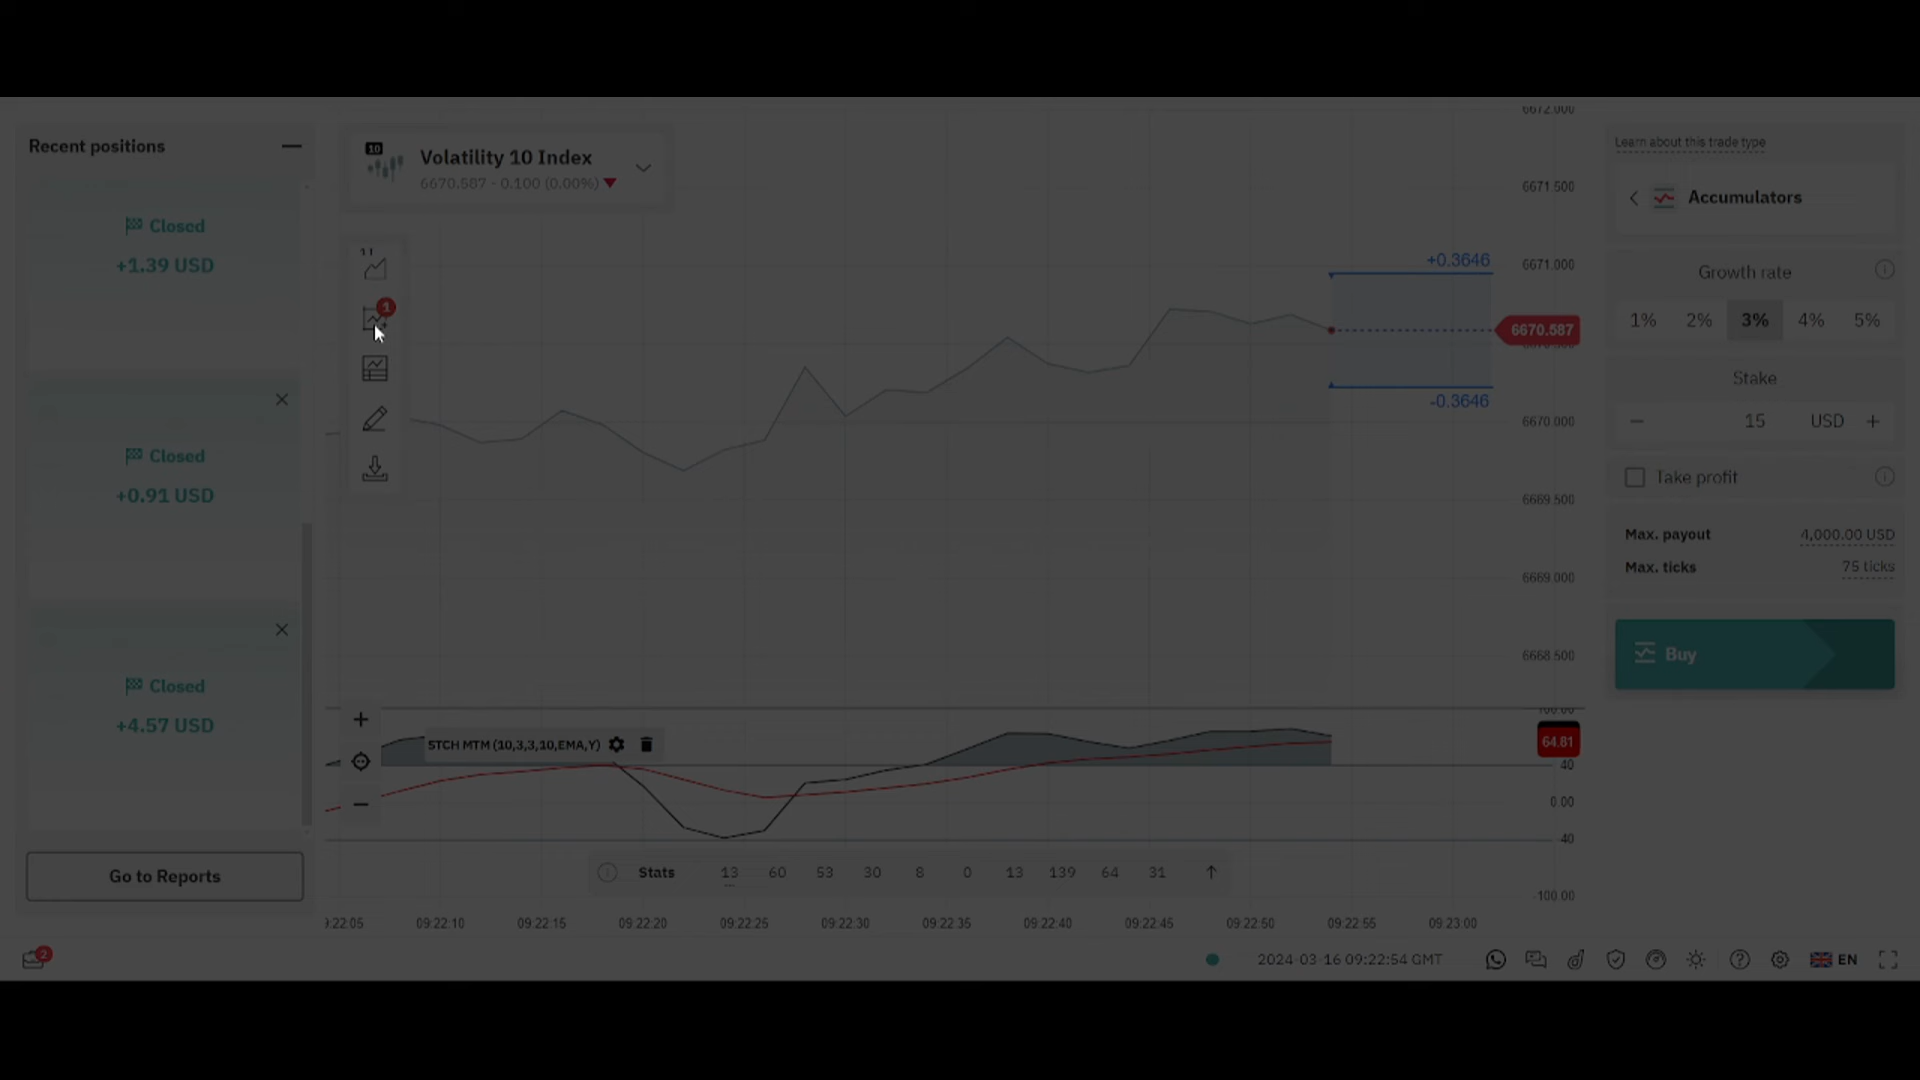 Recent positions
Closed
+1.39 USD
Closed
+0.91 USD
Closed
+4.57 USD
Go to Reports
2
10
Volatility 10 Index
6670.587 - 0.100 (0.00%)
1
+0.3646
-0.3646
6672.000
6671.500
6671.000
6670.587
6670.000
6669.500
6669.000
6668.500
STCH MTM (10,3,3,10,EMA,Y)
100.00
64.81
40
0.00
-40
-100.00
Stats 13 60 53 30 8 0 13 139 64 31
09:22:10 09:22:15 09:22:20 09:22:25 09:22:30 09:22:35 09:22:40 09:22:45 09:22:50 09:22:55 09:23:00
2024-03-16 09:22:54 GMT
EN
Learn about this trade type
Accumulators
Growth rate
1% 2% 3% 4% 5%
Stake
15 USD
Take profit
Max. payout 4,000.00 USD
Max. ticks 75 ticks
Buy